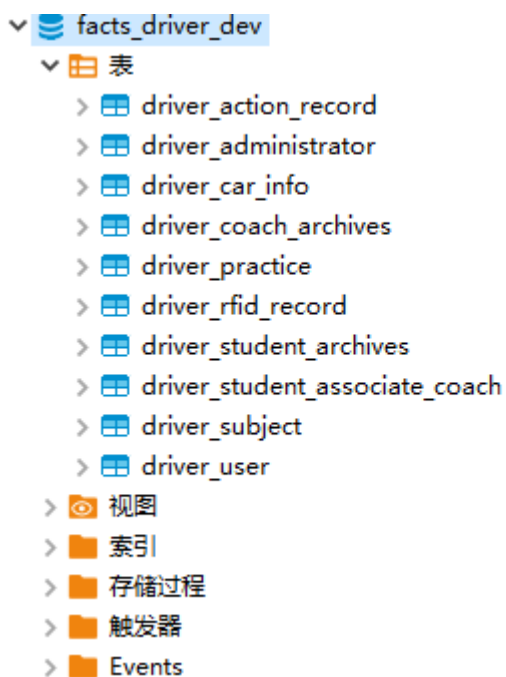 facts_driver_dev
表
driver_action_record
driver_administrator
driver_car_info
driver_coach_archives
driver_practice
driver_rfid_record
driver_student_archives
driver_student_associate_coach
driver_subject
driver_user
视图
索引
存储过程
触发器
Events